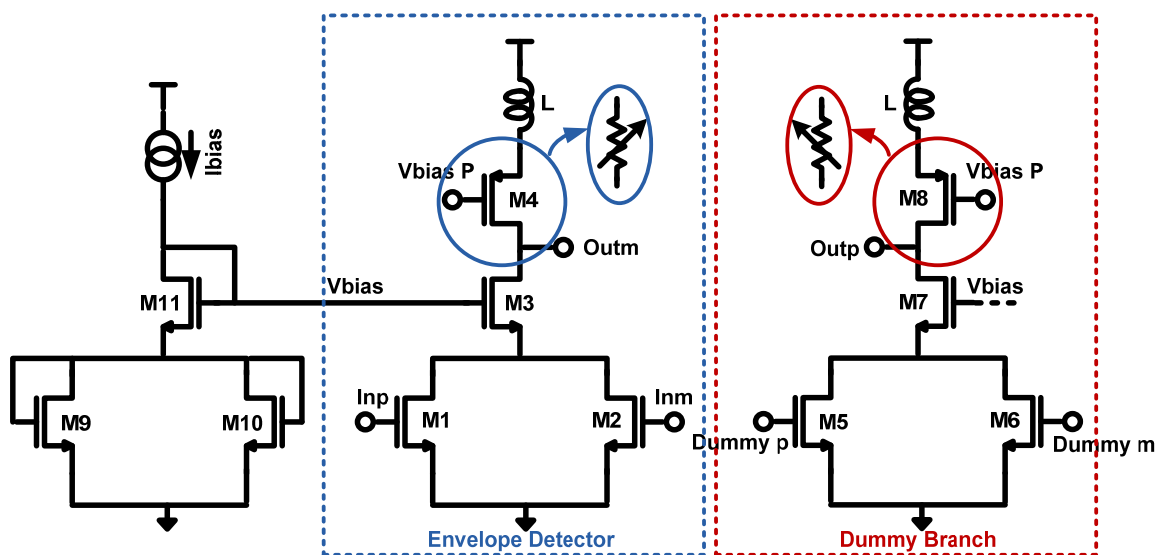 Ibias
M11
M9
M10
Vbias
L
Vbias P
M4
Outm
M3
Inp
M1
M2
Inm
Envelope Detector
L
Vbias P
M8
Outp
M7
Vbias
M5
M6
Dummy p
Dummy m
Dummy Branch